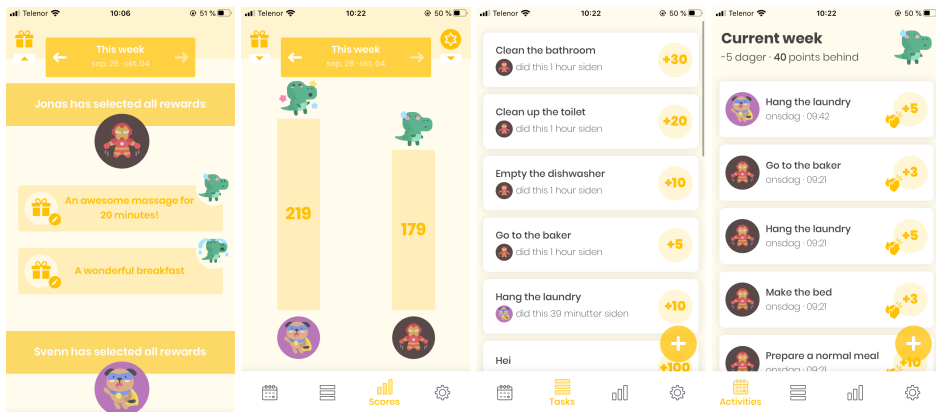 Telenor 10:06 51 %
This week
sep. 28 - okt. 04
Jonas has selected all rewards
An awesome massage for
20 minutes!
A wonderful breakfast
Svenn has selected all rewards
Telenor 10:22 50 %
This week
sep. 28 - okt. 04
219
179
Scores
Telenor 10:22 50 %
Clean the bathroom
did this 1 hour siden
+30
Clean up the toilet
did this 1 hour siden
+20
Empty the dishwasher
did this 1 hour siden
+10
Go to the baker
did this 1 hour siden
+5
Hang the laundry
did this 39 minutter siden
+10
Hei
+100
Tasks
Telenor 10:22 50 %
Current week
-5 dager · 40 points behind
Hang the laundry
onsdag · 09:42
+5
Go to the baker
onsdag · 09:21
+3
Hang the laundry
onsdag · 09:21
+5
Make the bed
onsdag · 09:21
+3
Prepare a normal meal
onsdag · 09:21
+10
Activities